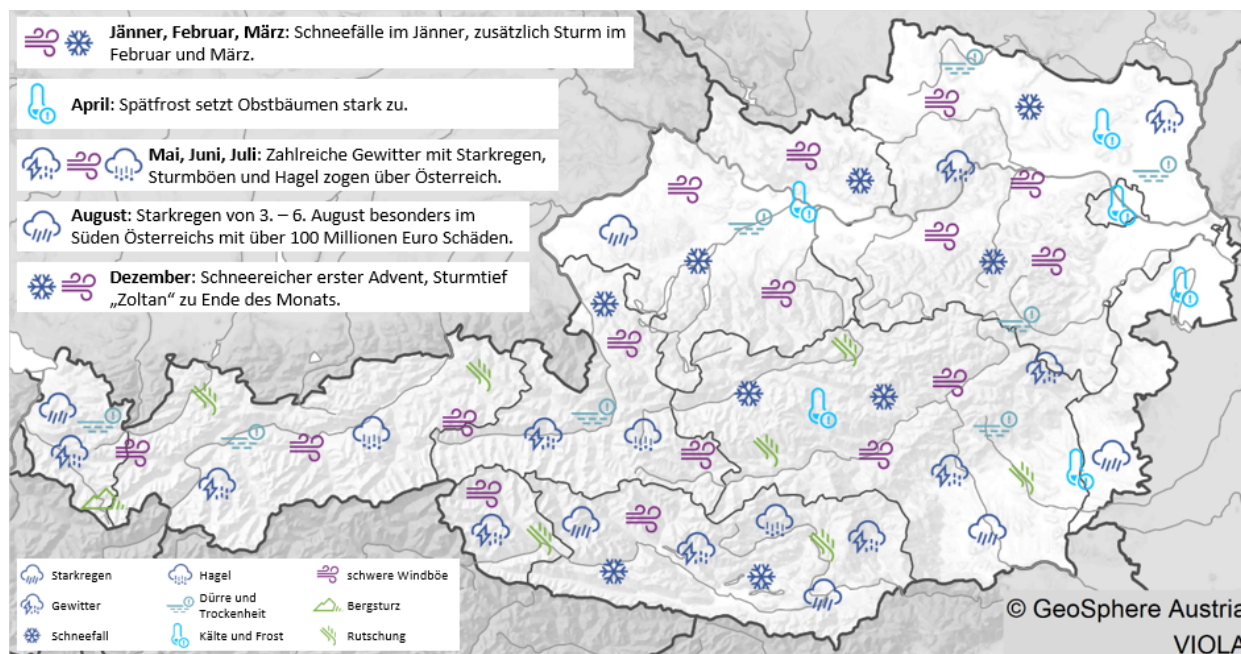 Jänner, Februar, März: Schneefälle im Jänner, zusätzlich Sturm im
Februar und März.
April: Spätfrost setzt Obstbäumen stark zu.
Mai, Juni, Juli: Zahlreiche Gewitter mit Starkregen,
Sturmböen und Hagel zogen über Österreich.
August: Starkregen von 3. – 6. August besonders im
Süden Österreichs mit über 100 Millionen Euro Schäden.
Dezember: Schneereicher erster Advent, Sturmtief
„Zoltan“ zu Ende des Monats.
Starkregen
Hagel
schwere Windböe
Gewitter
Dürre und
Trockenheit
Bergsturz
Schneefall
Kälte und Frost
Rutschung
© GeoSphere Austria
VIOLA